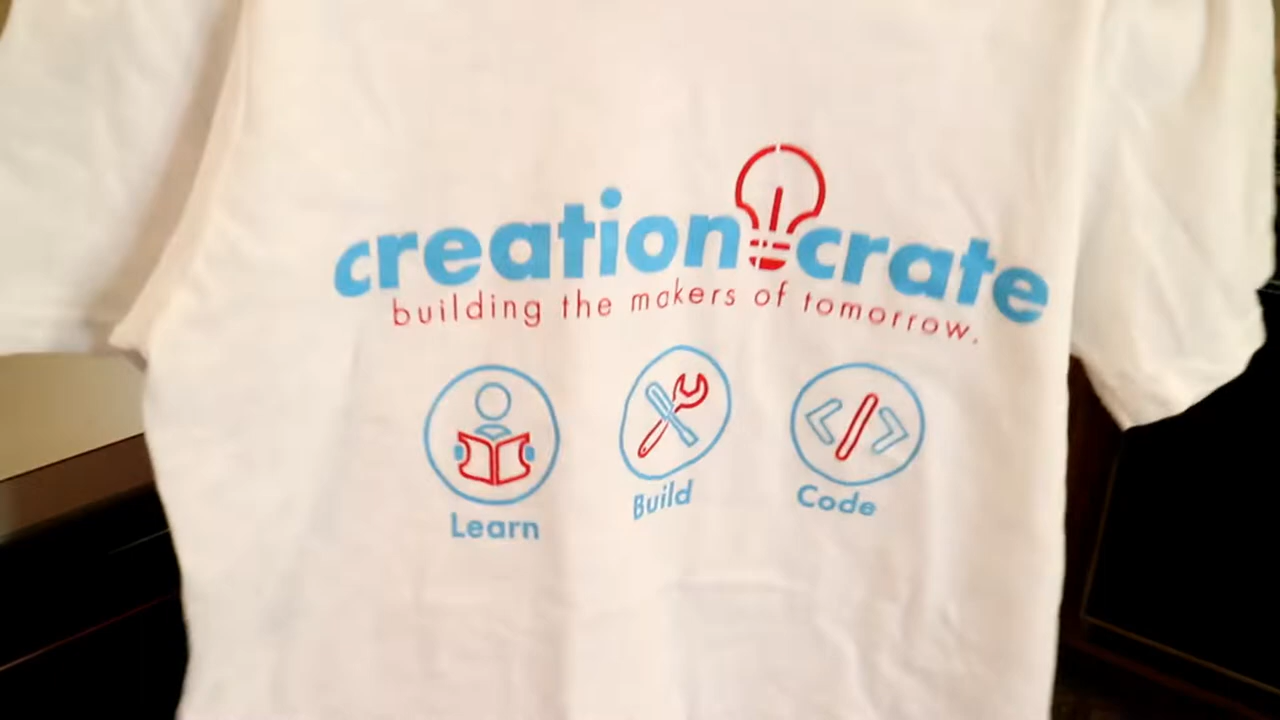 creation crate
building the makers of tomorrow.
Learn Build Code